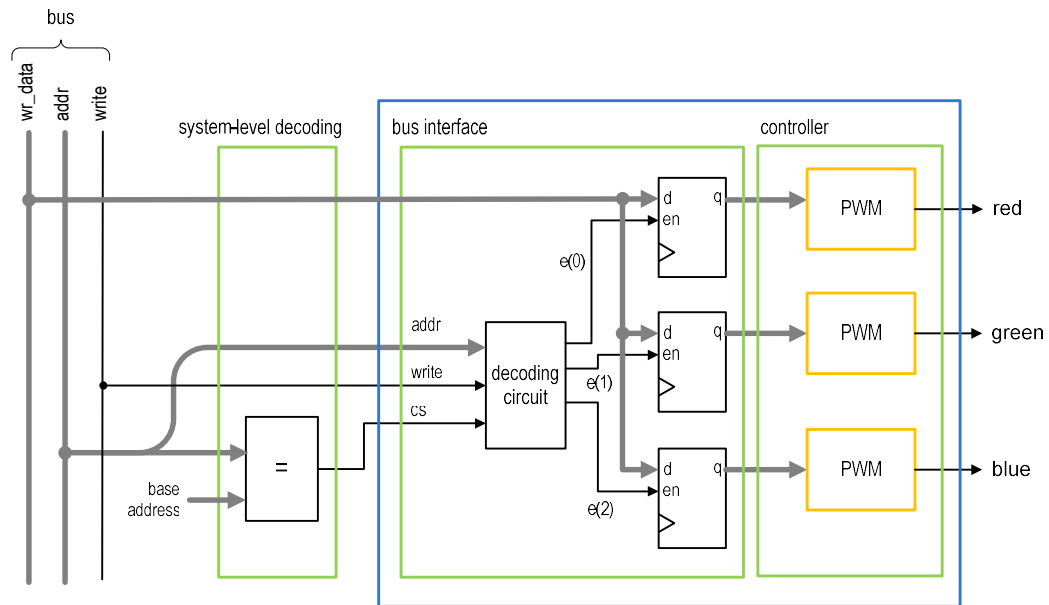 bus
wr_data
addr
write
system-level decoding
bus interface
controller
d
q
en
PWM
red
e(0)
addr
write
cs
decoding
circuit
e(1)
d
q
en
PWM
green
=
base
address
d
q
en
e(2)
PWM
blue